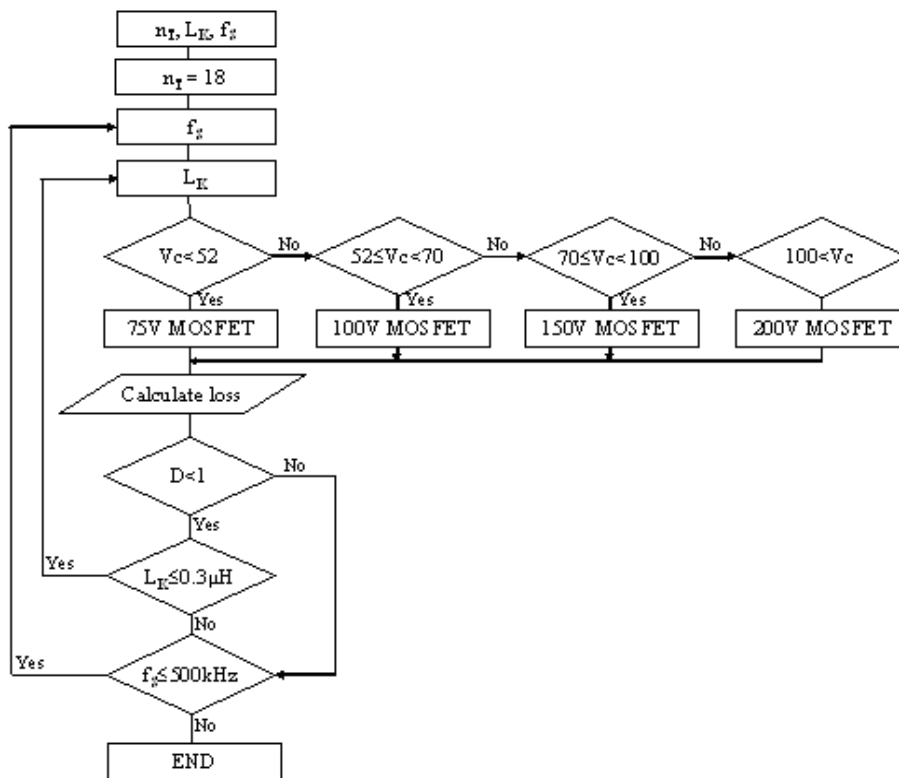 n_T, L_K, f_s
n_T = 18
f_s
L_K
Vc<52
No
52≤Vc<70
No
70≤Vc<100
No
100<Vc
Yes
Yes
Yes
75V MOSFET
100V MOSFET
150V MOSFET
200V MOSFET
Calculate loss
D<1
No
Yes
L_K≤0.3μH
Yes
No
f_s≤500kHz
Yes
No
END